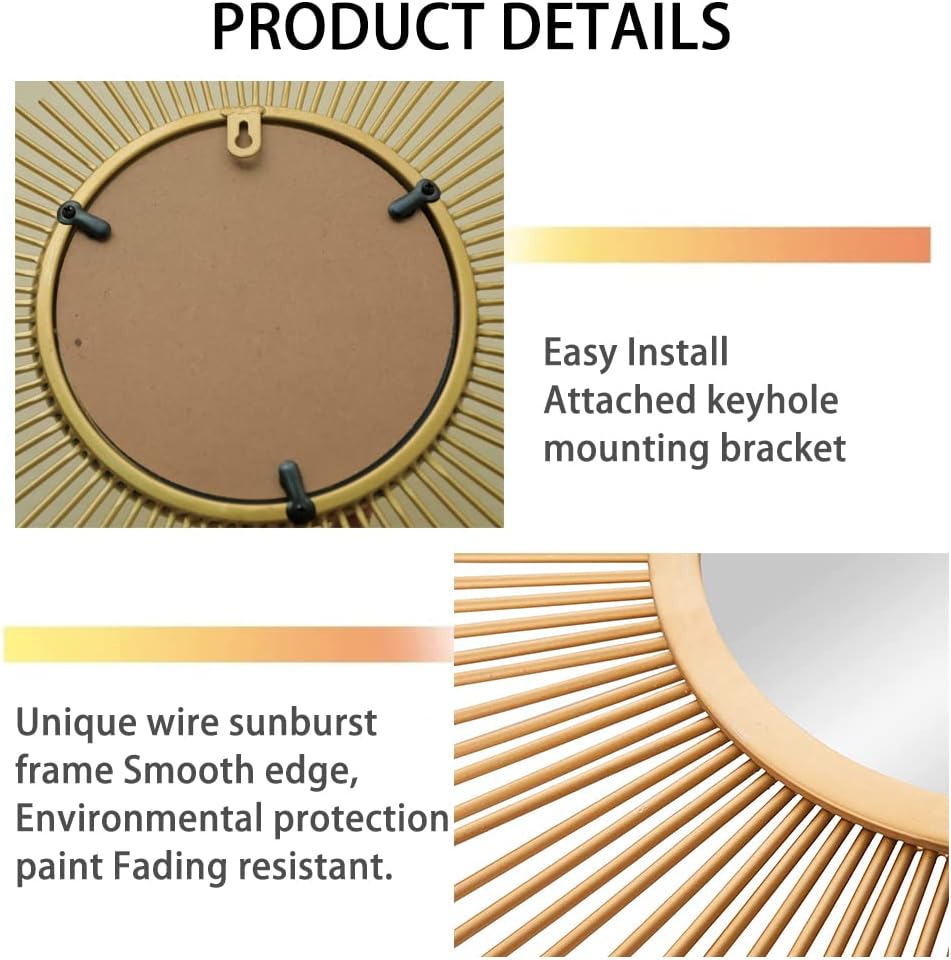 PRODUCT DETAILS
Easy Install
Attached keyhole
mounting bracket
Unique wire sunburst
frame Smooth edge,
Environmental protection
paint Fading resistant.